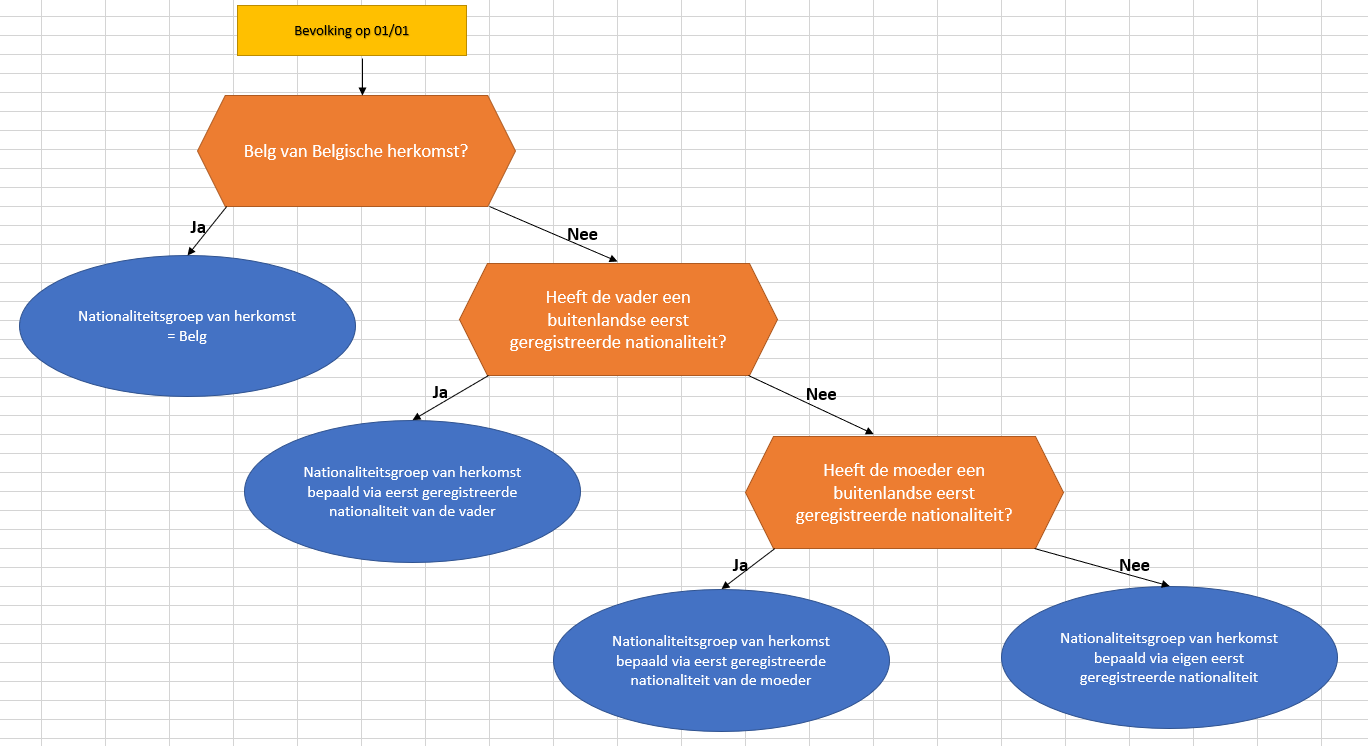 Bevolking op 01/01
Belg van Belgische herkomst?
Ja
Nee
Nationaliteitsgroep van herkomst
= Belg
Heeft de vader een
buitenlandse eerst
geregistreerde nationaliteit?
Ja
Nee
Nationaliteitsgroep van herkomst
bepaald via eerst geregistreerde
nationaliteit van de vader
Heeft de moeder een
buitenlandse eerst
geregistreerde nationaliteit?
Ja
Nee
Nationaliteitsgroep van herkomst
bepaald via eerst geregistreerde
nationaliteit van de moeder
Nationaliteitsgroep van herkomst
bepaald via eigen eerst
geregistreerde nationaliteit